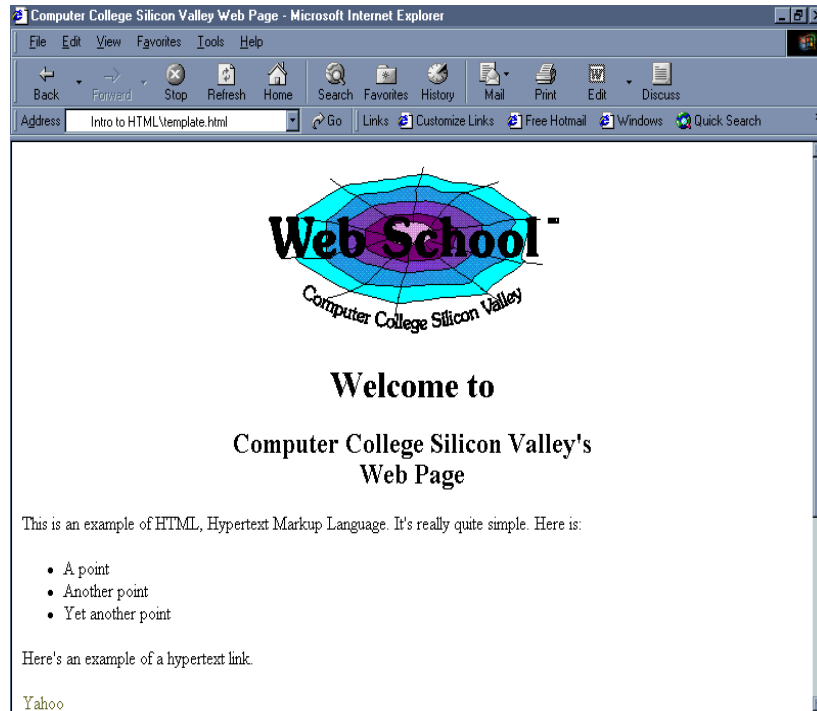 Computer College Silicon Valley Web Page - Microsoft Internet Explorer
File Edit View Favorites Tools Help
Back Forward Stop Refresh Home Search Favorites History Mail Print Edit Discuss
Address Intro to HTML\template.html Go Links Customize Links Free Hotmail Windows Quick Search
Web School
Computer College Silicon Valley
Welcome to
Computer College Silicon Valley's
Web Page
This is an example of HTML, Hypertext Markup Language. It's really quite simple. Here is:
• A point
• Another point
• Yet another point
Here's an example of a hypertext link.
Yahoo